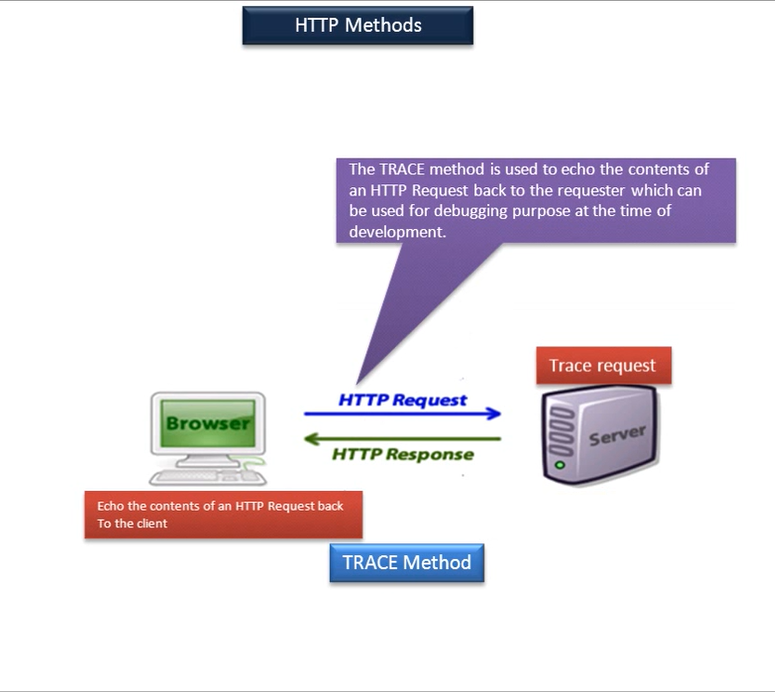 HTTP Methods
The TRACE method is used to echo the contents of
an HTTP Request back to the requester which can
be used for debugging purpose at the time of
development.
Trace request
HTTP Request
Browser
Server
HTTP Response
Echo the contents of an HTTP Request back
To the client
TRACE Method